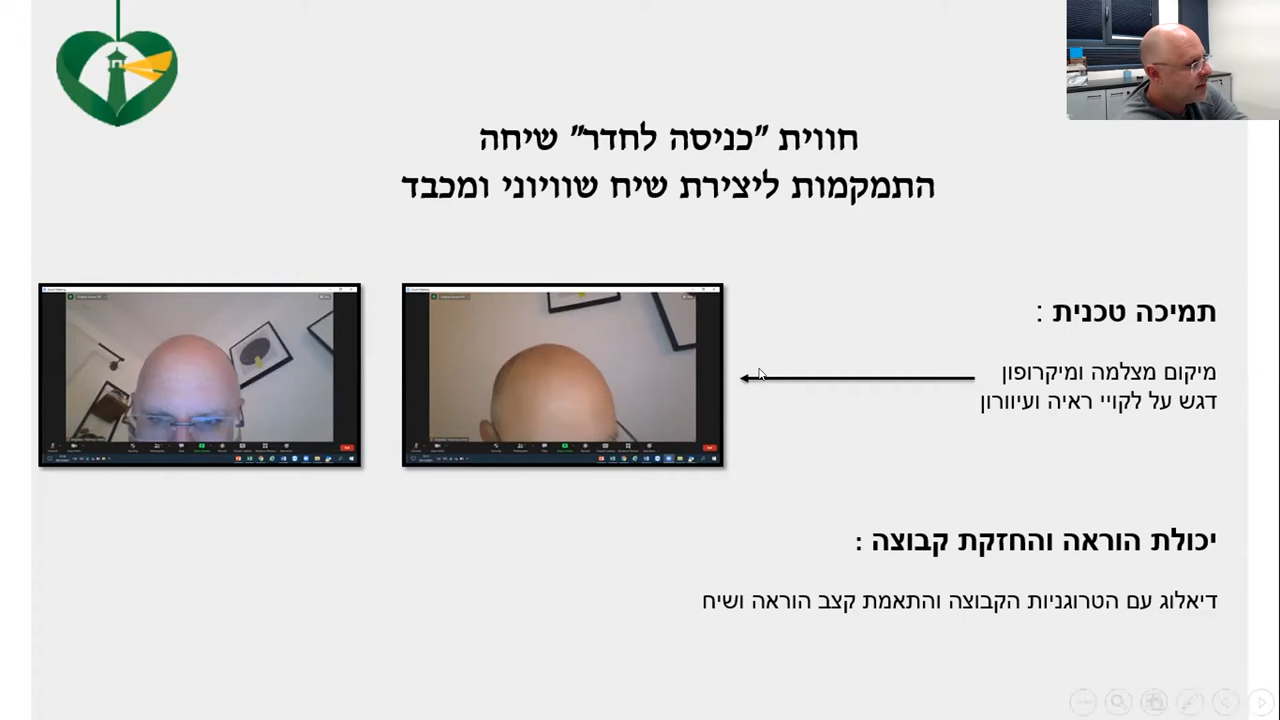 חווית "כניסה לחדר" שיחה
התמקמות ליצירת שיח שוויוני ומכבד
תמיכה טכנית :
מיקום מצלמה ומיקרופון
דגש על לקויי ראיה ועיוורון
יכולת הוראה והחזקת קבוצה :
דיאלוג עם הטרוגניות הקבוצה והתאמת קצב הוראה ושיח